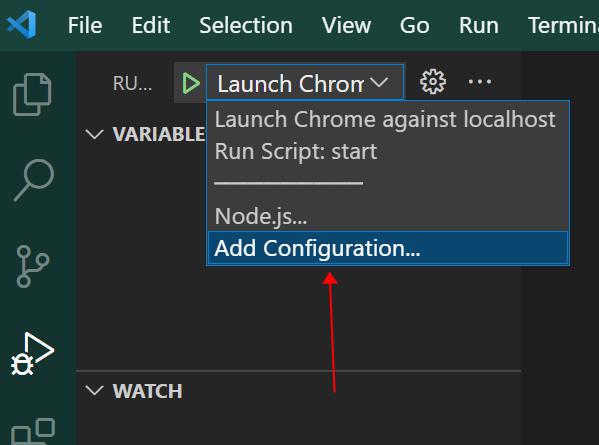 File Edit Selection View Go Run Termina
RU... Launch Chrom
VARIABLE
Launch Chrome against localhost
Run Script: start
Node.js...
Add Configuration...
WATCH